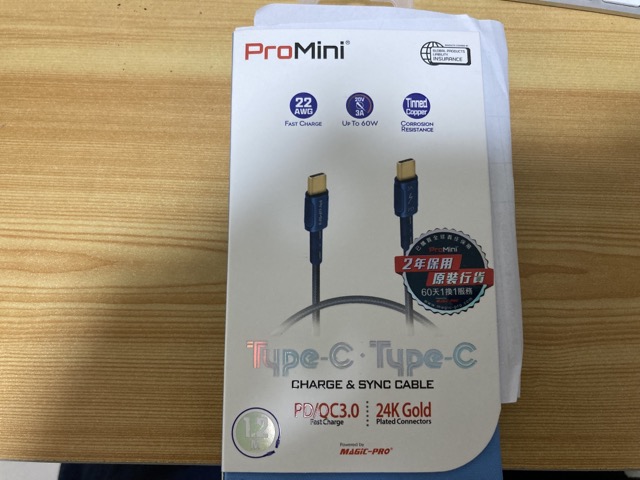 ProMini®
GLOBAL PRODUCTS
LIABILITY
INSURANCE
22
AWG
FAST CHARGE
20V
3A
UP TO 60W
Tinned
Copper
CORROSION
RESISTANCE
ProMini
2年保用
原裝行貨
60天1換1服務
Type-C · Type-C
CHARGE & SYNC CABLE
PD/QC3.0
Fast Charge
24K Gold
Plated Connectors
1.2
Powered by
MAGIC-PRO®